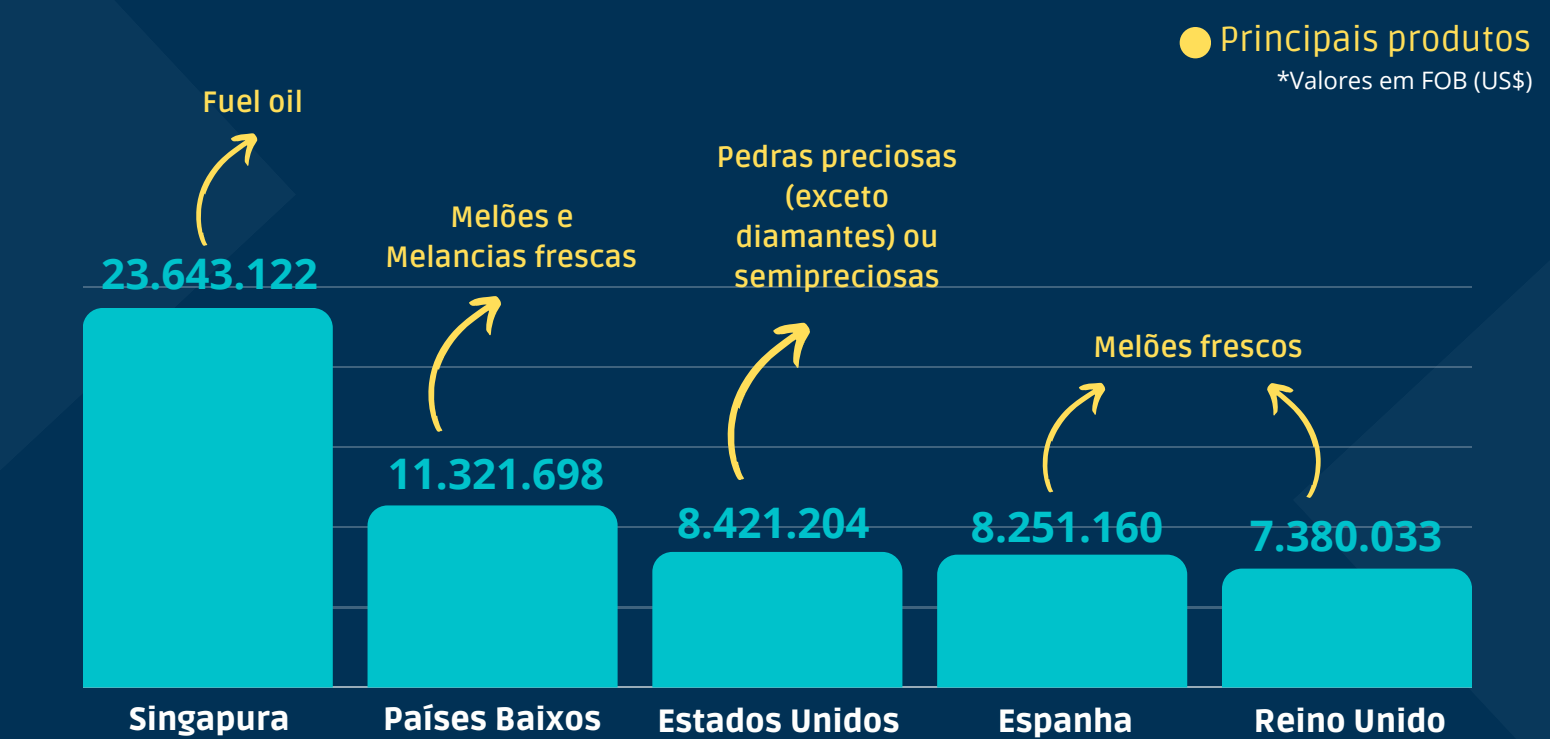 Principais produtos
*Valores em FOB (US$)
Fuel oil
23.643.122
Melões e
Melancias frescas
11.321.698
Pedras preciosas
(exceto
diamantes) ou
semipreciosas
8.421.204
Melões frescos
8.251.160
7.380.033
Singapura
Países Baixos
Estados Unidos
Espanha
Reino Unido